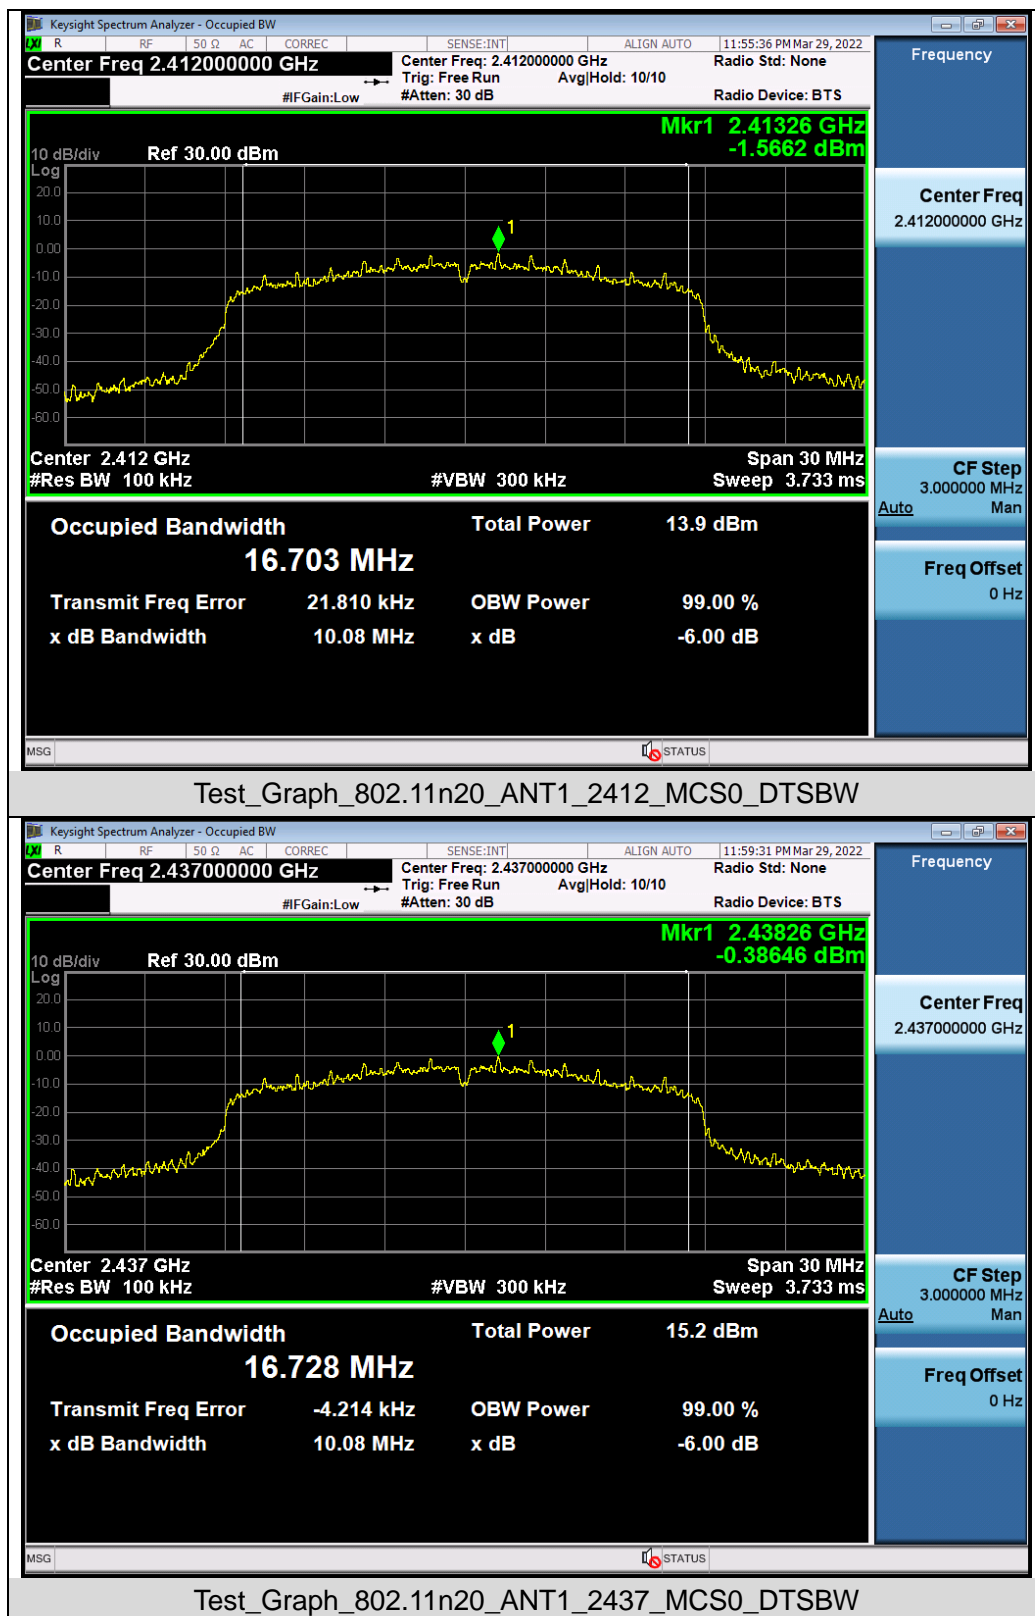 Keysight Spectrum Analyzer - Occupied BW
LXI R RF 50 Ω AC CORREC SENSE:INT ALIGN AUTO 11:55:36 PM Mar 29, 2022
Center Freq 2.412000000 GHz
Center Freq: 2.412000000 GHz Radio Std: None
Trig: Free Run Avg|Hold: 10/10
#IFGain:Low #Atten: 30 dB Radio Device: BTS
Frequency
Mkr1 2.41326 GHz
-1.5662 dBm
10 dB/div Ref 30.00 dBm
Log
20.0
10.0
0.00
-10.0
-20.0
-30.0
-40.0
-50.0
-60.0
1
Center 2.412 GHz Span 30 MHz
#Res BW 100 kHz #VBW 300 kHz Sweep 3.733 ms
Center Freq
2.412000000 GHz
CF Step
3.000000 MHz
Auto Man
Freq Offset
0 Hz
Occupied Bandwidth Total Power 13.9 dBm
16.703 MHz
Transmit Freq Error 21.810 kHz OBW Power 99.00 %
x dB Bandwidth 10.08 MHz x dB -6.00 dB
MSG STATUS
Test_Graph_802.11n20_ANT1_2412_MCS0_DTSBW
Keysight Spectrum Analyzer - Occupied BW
LXI R RF 50 Ω AC CORREC SENSE:INT ALIGN AUTO 11:59:31 PM Mar 29, 2022
Center Freq 2.437000000 GHz
Center Freq: 2.437000000 GHz Radio Std: None
Trig: Free Run Avg|Hold: 10/10
#IFGain:Low #Atten: 30 dB Radio Device: BTS
Frequency
Mkr1 2.43826 GHz
-0.38646 dBm
10 dB/div Ref 30.00 dBm
Log
20.0
10.0
0.00
-10.0
-20.0
-30.0
-40.0
-50.0
-60.0
1
Center 2.437 GHz Span 30 MHz
#Res BW 100 kHz #VBW 300 kHz Sweep 3.733 ms
Center Freq
2.437000000 GHz
CF Step
3.000000 MHz
Auto Man
Freq Offset
0 Hz
Occupied Bandwidth Total Power 15.2 dBm
16.728 MHz
Transmit Freq Error -4.214 kHz OBW Power 99.00 %
x dB Bandwidth 10.08 MHz x dB -6.00 dB
MSG STATUS
Test_Graph_802.11n20_ANT1_2437_MCS0_DTSBW